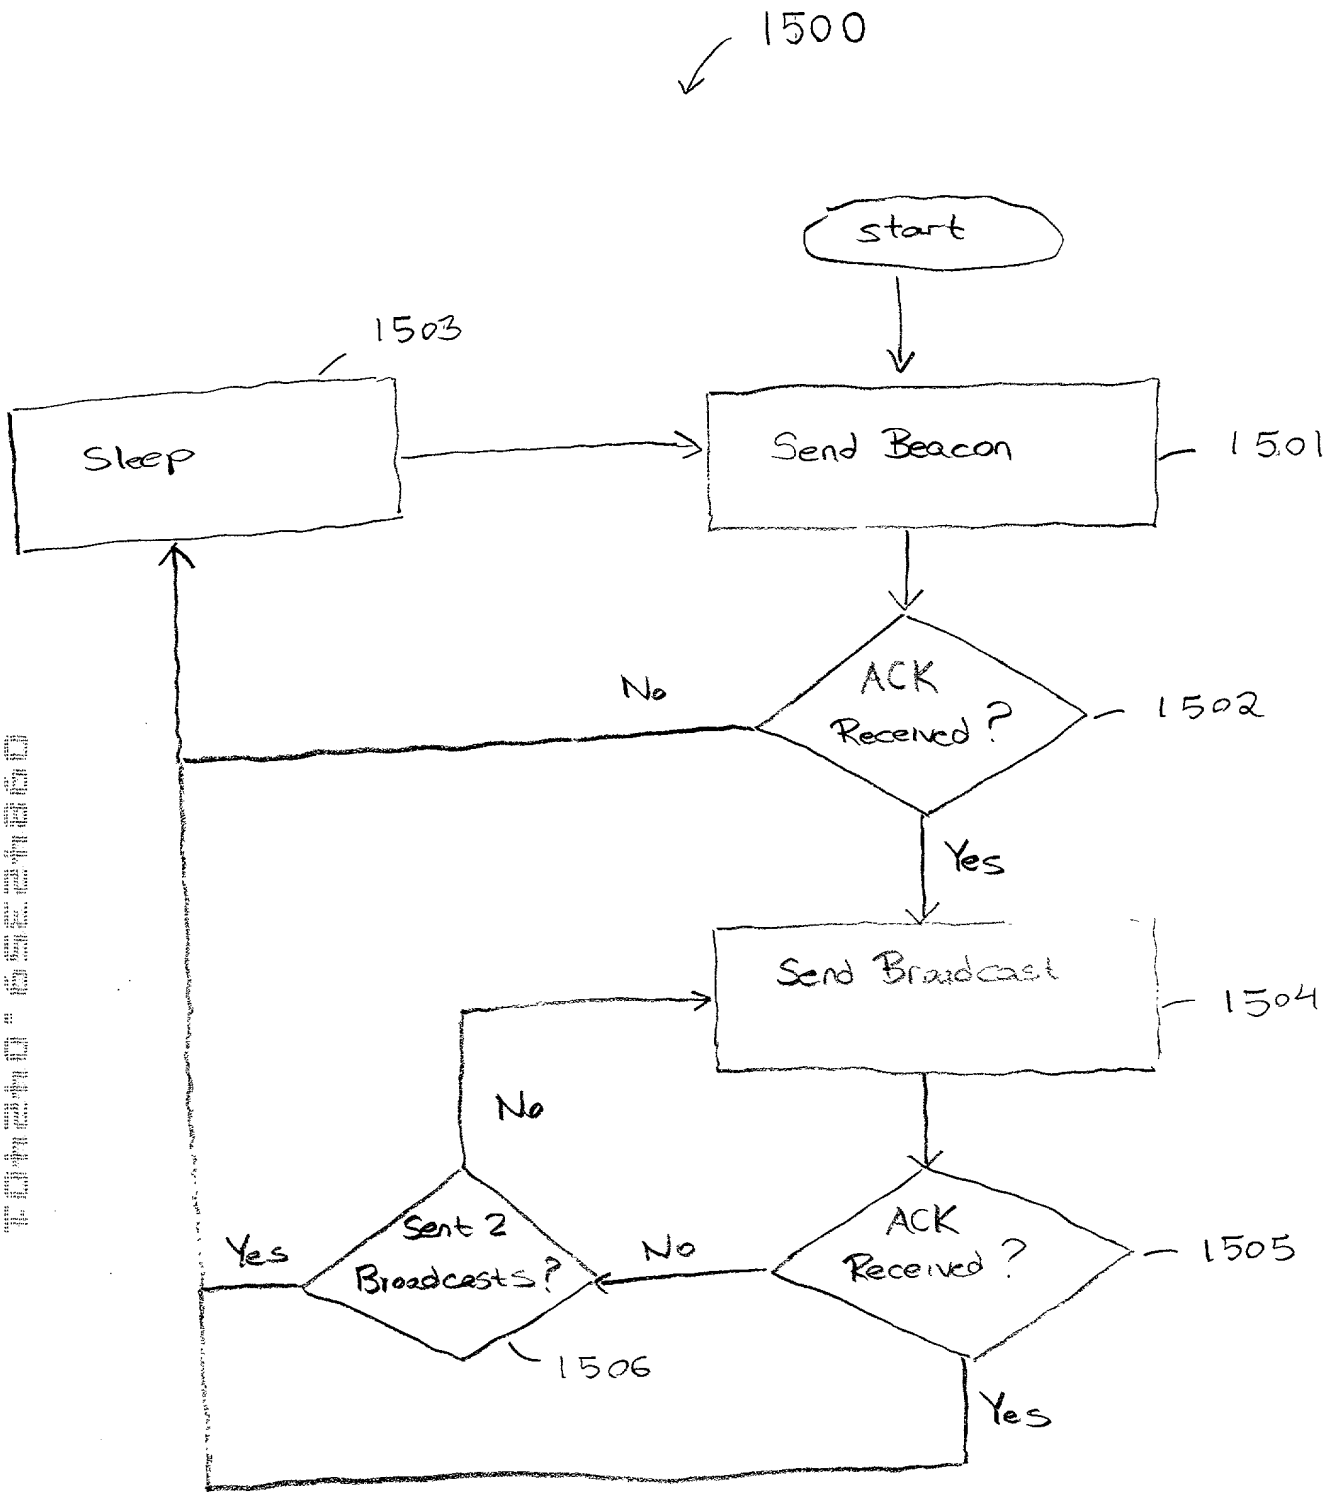 1500
start
1503
Sleep
Send Beacon
1501
ACK
Received?
1502
No
Yes
Send Broadcast
1504
No
ACK
Received?
1505
No
Sent 2
Broadcasts?
Yes
1506
Yes